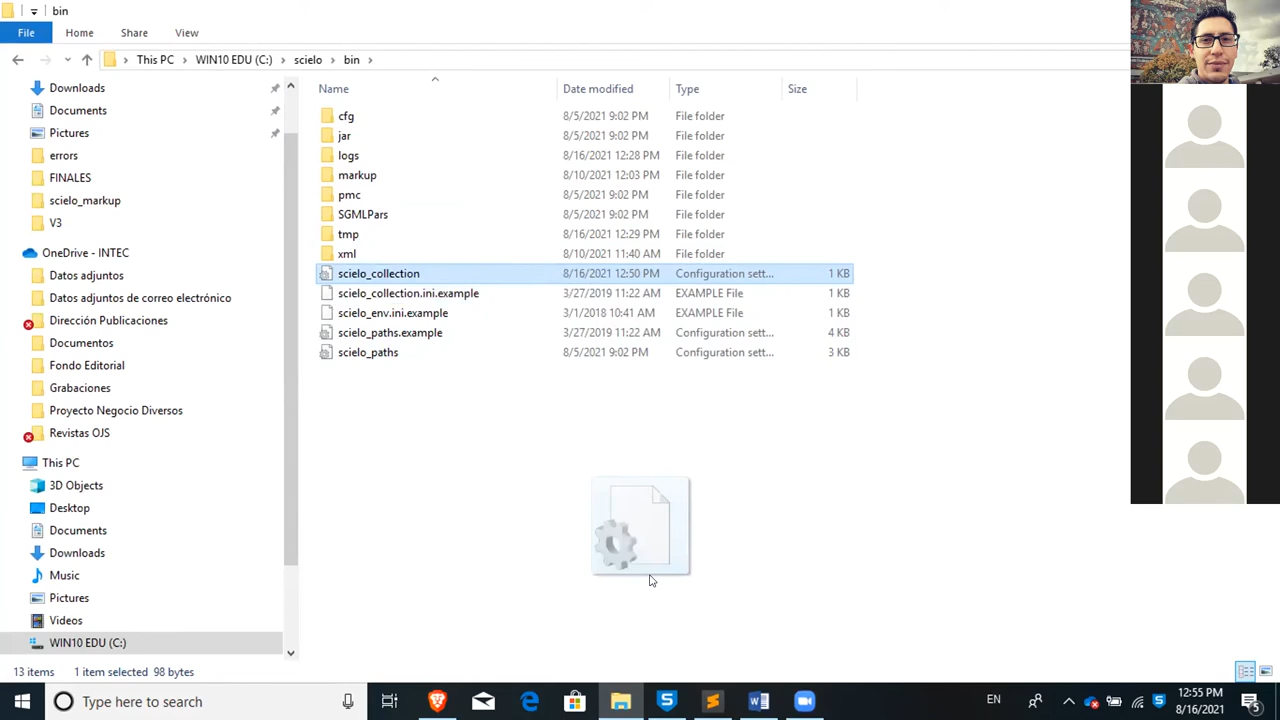 bin
File
Home
Share
View
This PC
WIN10 EDU (C:)
scielo
bin
Downloads
Documents
Pictures
errors
FINALES
scielo_markup
V3
OneDrive - INTEC
Datos adjuntos
Datos adjuntos de correo electrónico
Dirección Publicaciones
Documentos
Fondo Editorial
Grabaciones
Proyecto Negocio Diversos
Revistas OJS
This PC
3D Objects
Desktop
Documents
Downloads
Music
Pictures
Videos
WIN10 EDU (C:)
Name Date modified Type Size
cfg 8/5/2021 9:02 PM File folder
jar 8/5/2021 9:02 PM File folder
logs 8/16/2021 12:28 PM File folder
markup 8/10/2021 12:03 PM File folder
pmc 8/5/2021 9:02 PM File folder
SGMLPars 8/5/2021 9:02 PM File folder
tmp 8/16/2021 12:29 PM File folder
xml 8/10/2021 11:40 AM File folder
scielo_collection 8/16/2021 12:50 PM Configuration sett... 1 KB
scielo_collection.ini.example 3/27/2019 11:22 AM EXAMPLE File 1 KB
scielo_env.ini.example 3/1/2018 10:41 AM EXAMPLE File 1 KB
scielo_paths.example 3/27/2019 11:22 AM Configuration sett... 4 KB
scielo_paths 8/5/2021 9:02 PM Configuration sett... 3 KB
13 items 1 item selected 98 bytes
Type here to search
EN
12:55 PM
8/16/2021
5